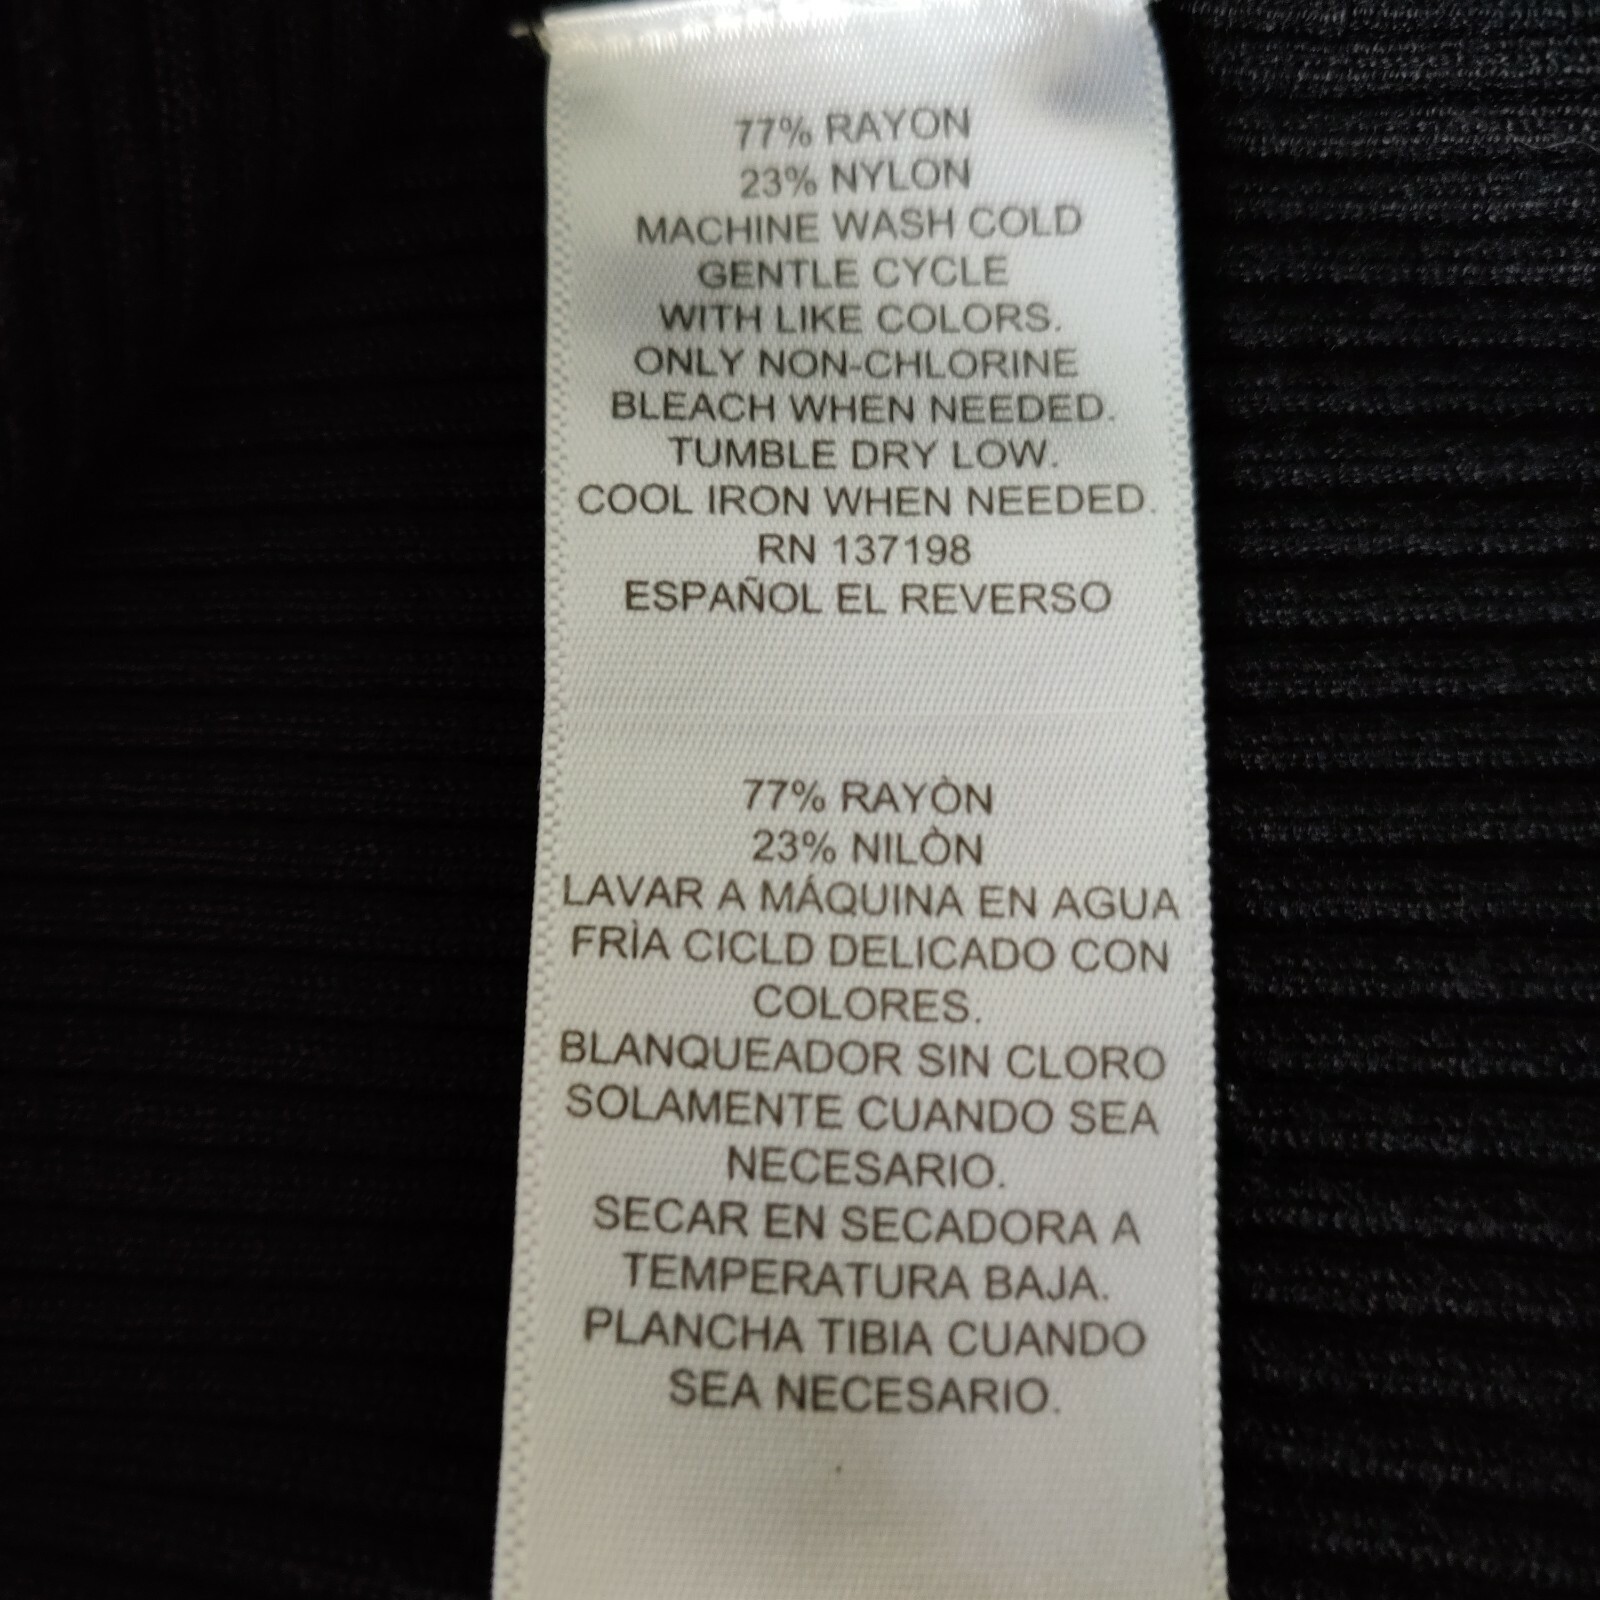 77% RAYON
23% NYLON
MACHINE WASH COLD
GENTLE CYCLE
WITH LIKE COLORS.
ONLY NON-CHLORINE
BLEACH WHEN NEEDED.
TUMBLE DRY LOW.
COOL IRON WHEN NEEDED.
RN 137198
ESPAÑOL EL REVERSO
77% RAYÒN
23% NILÒN
LAVAR A MÁQUINA EN AGUA
FRÌA CICLD DELICADO CON
COLORES.
BLANQUEADOR SIN CLORO
SOLAMENTE CUANDO SEA
NECESARIO.
SECAR EN SECADORA A
TEMPERATURA BAJA.
PLANCHA TIBIA CUANDO
SEA NECESARIO.